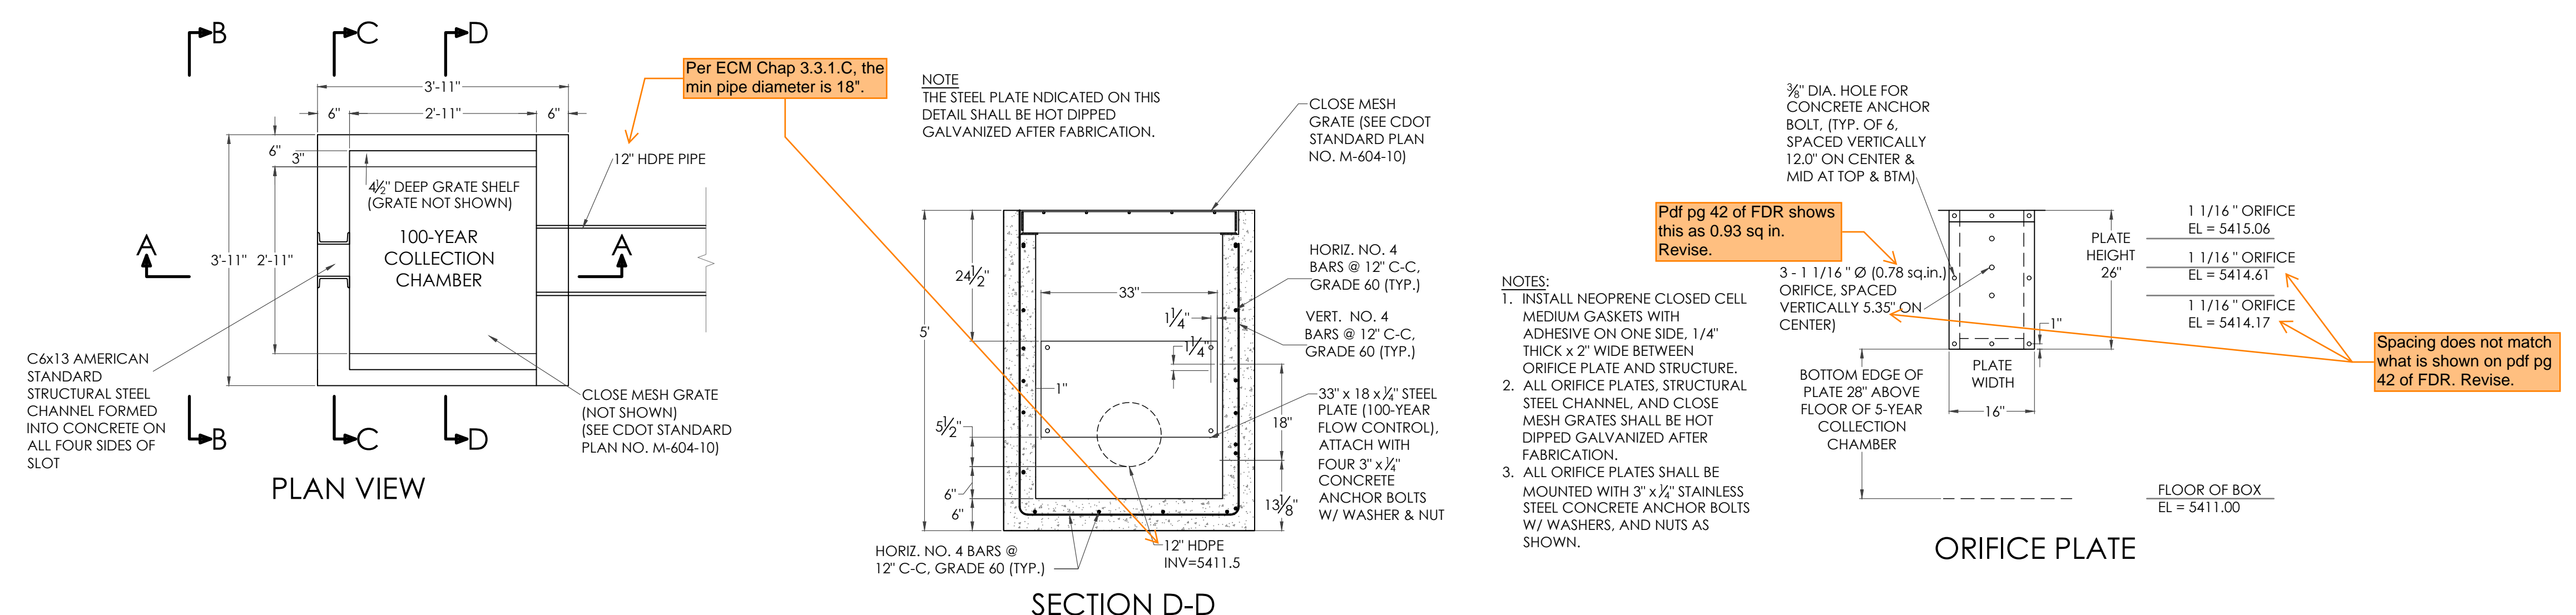 B
C
D
3'-11"
6"
2'-11"
6"
6"
3"
12" HDPE PIPE
4½" DEEP GRATE SHELF
(GRATE NOT SHOWN)
100-YEAR
COLLECTION
CHAMBER
A
A
3'-11"
2'-11"
C6x13 AMERICAN
STANDARD
STRUCTURAL STEEL
CHANNEL FORMED
INTO CONCRETE ON
ALL FOUR SIDES OF
SLOT
CLOSE MESH GRATE
(NOT SHOWN)
(SEE CDOT STANDARD
PLAN NO. M-604-10)
B
C
D
PLAN VIEW
Per ECM Chap 3.3.1.C, the
min pipe diameter is 18".
NOTE
THE STEEL PLATE NDICATED ON THIS
DETAIL SHALL BE HOT DIPPED
GALVANIZED AFTER FABRICATION.
CLOSE MESH
GRATE (SEE CDOT
STANDARD PLAN
NO. M-604-10)
HORIZ. NO. 4
BARS @ 12" C-C,
GRADE 60 (TYP.)
VERT. NO. 4
BARS @ 12" C-C,
GRADE 60 (TYP.)
33" x 18 x ¼" STEEL
PLATE (100-YEAR
FLOW CONTROL),
ATTACH WITH
FOUR 3" x ¼"
CONCRETE
ANCHOR BOLTS
W/ WASHER & NUT
24½"
33"
1¼"
1¼"
5'
1"
5½"
18"
6"
6"
13⅛"
HORIZ. NO. 4 BARS @
12" C-C, GRADE 60 (TYP.)
12" HDPE
INV=5411.5
SECTION D-D
NOTES:
1. INSTALL NEOPRENE CLOSED CELL
MEDIUM GASKETS WITH
ADHESIVE ON ONE SIDE, 1/4"
THICK x 2" WIDE BETWEEN
ORIFICE PLATE AND STRUCTURE.
2. ALL ORIFICE PLATES, STRUCTURAL
STEEL CHANNEL, AND CLOSE
MESH GRATES SHALL BE HOT
DIPPED GALVANIZED AFTER
FABRICATION.
3. ALL ORIFICE PLATES SHALL BE
MOUNTED WITH 3" x ¼" STAINLESS
STEEL CONCRETE ANCHOR BOLTS
W/ WASHERS, AND NUTS AS
SHOWN.
Pdf pg 42 of FDR shows
this as 0.93 sq in.
Revise.
⅜" DIA. HOLE FOR
CONCRETE ANCHOR
BOLT, (TYP. OF 6,
SPACED VERTICALLY
12.0" ON CENTER &
MID AT TOP & BTM)
3 - 1 1/16 " Ø (0.78 sq.in.)
ORIFICE, SPACED
VERTICALLY 5.35" ON
CENTER)
PLATE
HEIGHT
26"
1 1/16 " ORIFICE
EL = 5415.06
1 1/16 " ORIFICE
EL = 5414.61
1 1/16 " ORIFICE
EL = 5414.17
1"
BOTTOM EDGE OF
PLATE 28" ABOVE
FLOOR OF 5-YEAR
COLLECTION
CHAMBER
PLATE
WIDTH
16"
Spacing does not match
what is shown on pdf pg
42 of FDR. Revise.
FLOOR OF BOX
EL = 5411.00
ORIFICE PLATE